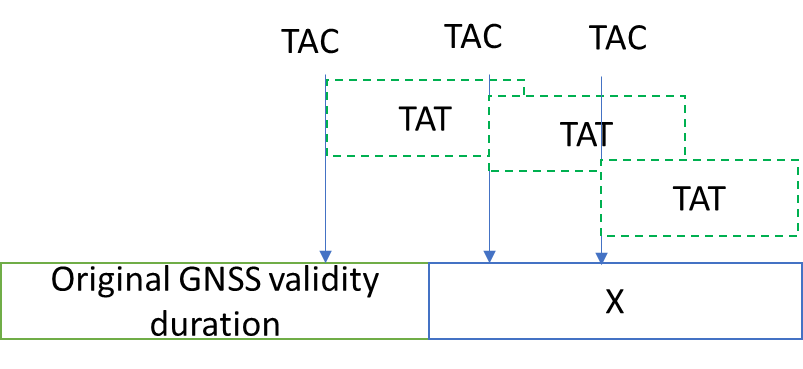 TAC
TAC
TAC
TAT
TAT
TAT
Original GNSS validity
duration
X